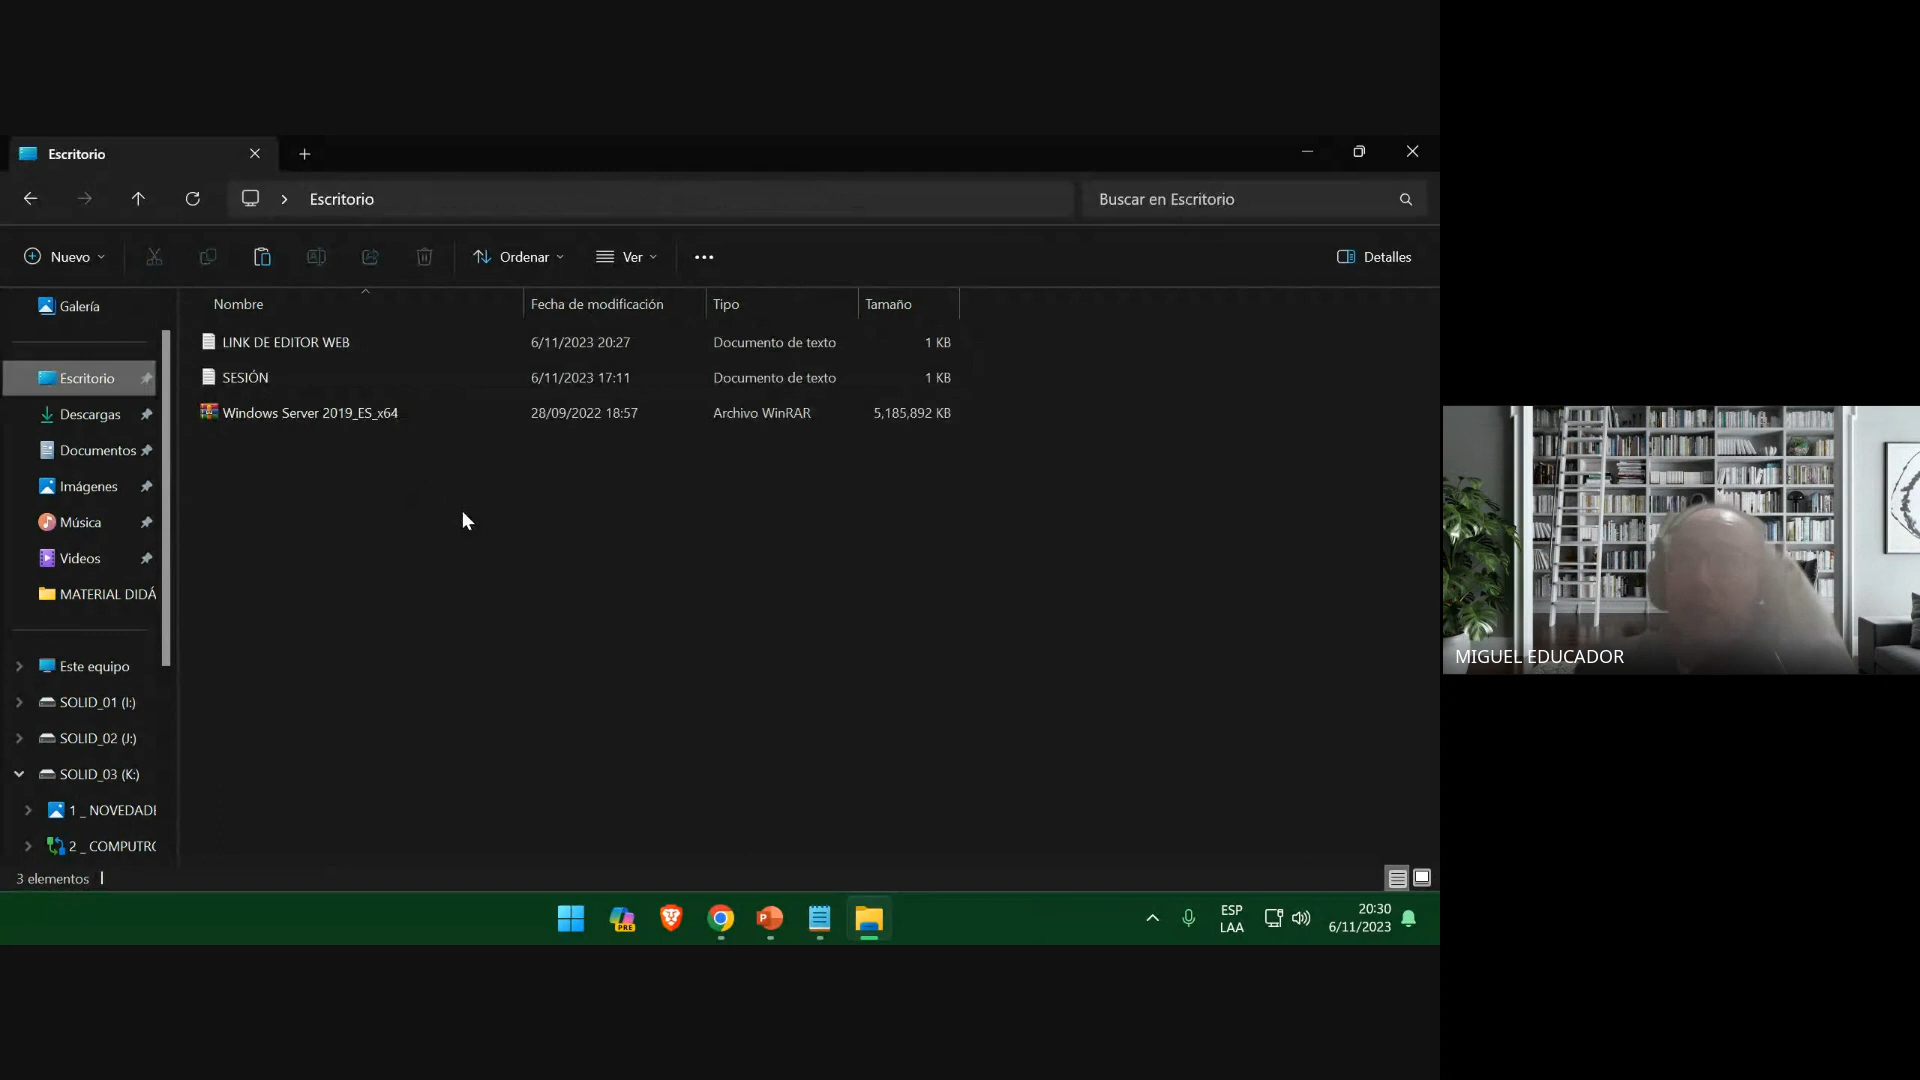 Escritorio
Escritorio
Buscar en Escritorio
Nuevo
Ordenar
Ver
Detalles
Galería
Escritorio
Descargas
Documentos
Imágenes
Música
Videos
MATERIAL DIDÁ
Este equipo
SOLID_01 (I:)
SOLID_02 (J:)
SOLID_03 (K:)
1 _ NOVEDADE
2 _ COMPUTRO
Nombre Fecha de modificación Tipo Tamaño
LINK DE EDITOR WEB 6/11/2023 20:27 Documento de texto 1 KB
SESIÓN 6/11/2023 17:11 Documento de texto 1 KB
Windows Server 2019_ES_x64 28/09/2022 18:57 Archivo WinRAR 5,185,892 KB
3 elementos
PRE
ESP
LAA
20:30
6/11/2023
MIGUEL EDUCADOR